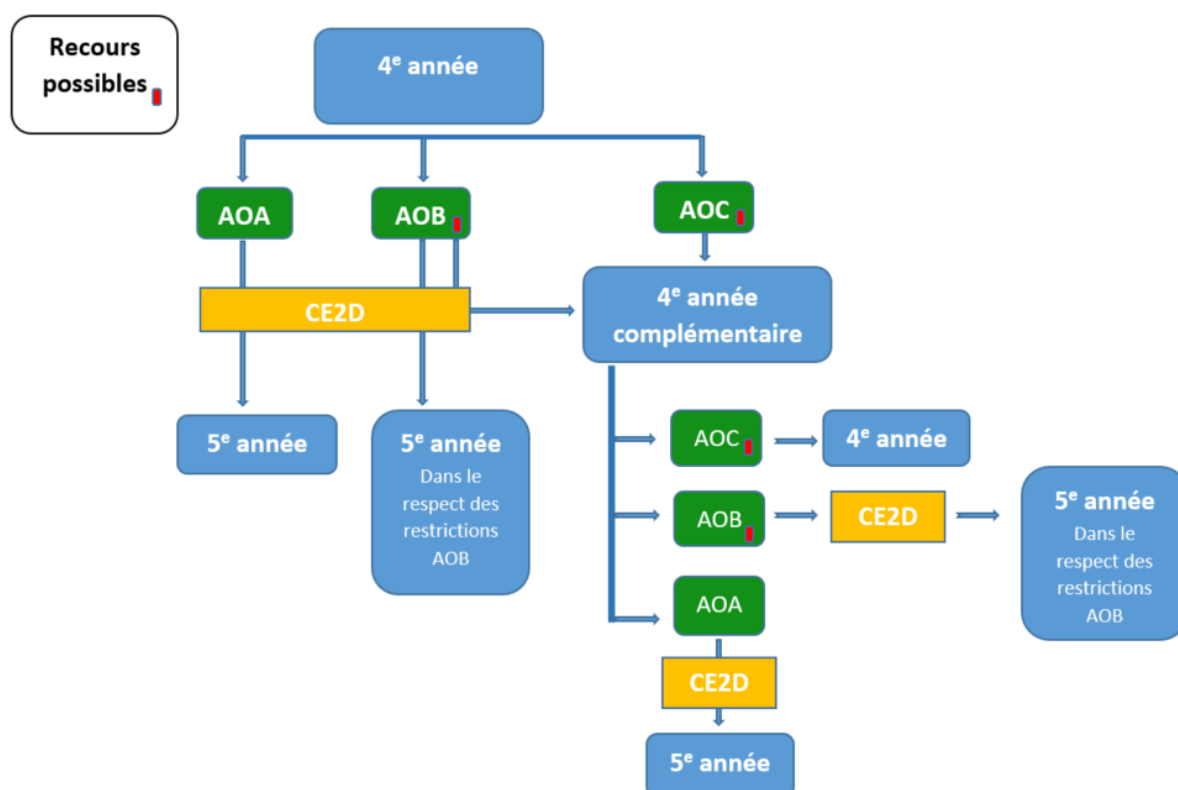 Recours
possibles
4e année
AOA
AOB
AOC
CE2D
4e année
complémentaire
5e année
5e année
Dans le
respect des
restrictions
AOB
AOC
4e année
AOB
CE2D
5e année
Dans le
respect des
restrictions
AOB
AOA
CE2D
5e année